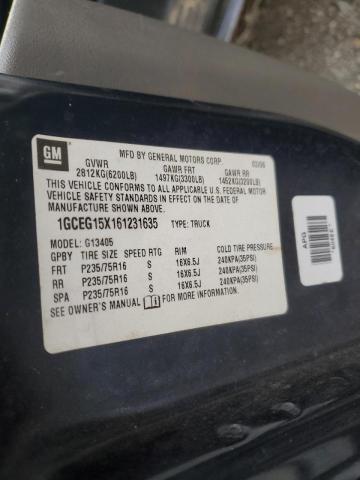 GM
MFD BY GENERAL MOTORS CORP 03/06
GVWR GAWR FRT GAWR RR
2812KG(6200LB) 1497KG(3300LB) 1452KG(3200LB)
THIS VEHICLE CONFORMS TO ALL APPLICABLE U.S. FEDERAL MOTOR
VEHICLE SAFETY STANDARDS IN EFFECT ON THE DATE OF
MANUFACTURE SHOWN ABOVE.
1GCEG15X161231635 TYPE: TRUCK
MODEL: G13405
GPBY TIRE SIZE SPEED RTG RIM COLD TIRE PRESSURE
FRT P235/75R16 S 16X6.5J 240KPA(35PSI)
RR P235/75R16 S 16X6.5J 240KPA(35PSI)
SPA P235/75R16 S 16X6.5J 240KPA(35PSI)
SEE OWNER'S MANUAL FOR MORE INFORMATION.
APG